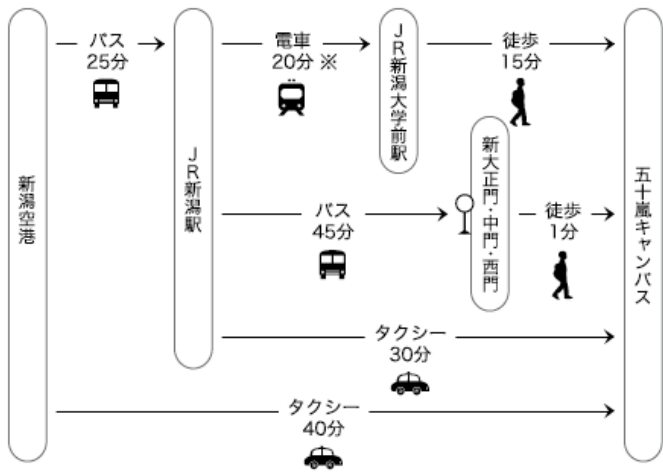 新潟空港
バス
25分
JR新潟駅
電車
20分 ※
JR新潟大学前駅
徒歩
15分
バス
45分
新大正門・中門・西門
徒歩
1分
タクシー
30分
タクシー
40分
五十嵐キャンパス